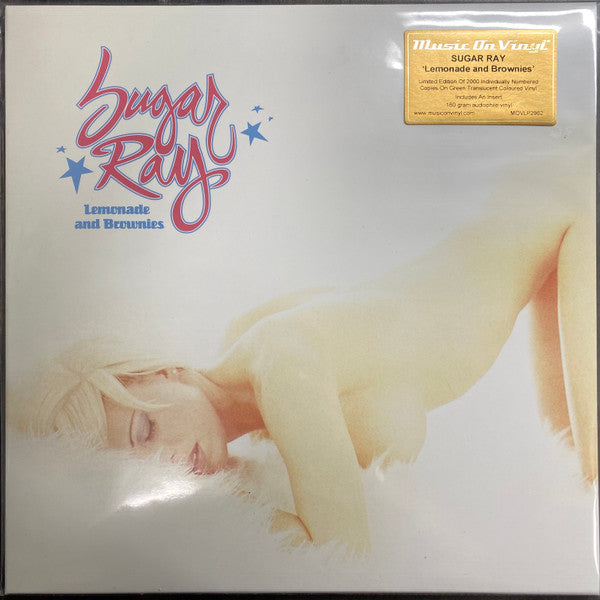 Sugar
Ray
Lemonade
and Brownies
Music On Vinyl
SUGAR RAY
'Lemonade and Brownies'
Limited Edition Of 2000 Individually Numbered
Copies On Green Translucent Coloured Vinyl
Includes An Insert
180 gram audiophile vinyl
www.musiconvinyl.com MOVLP2962